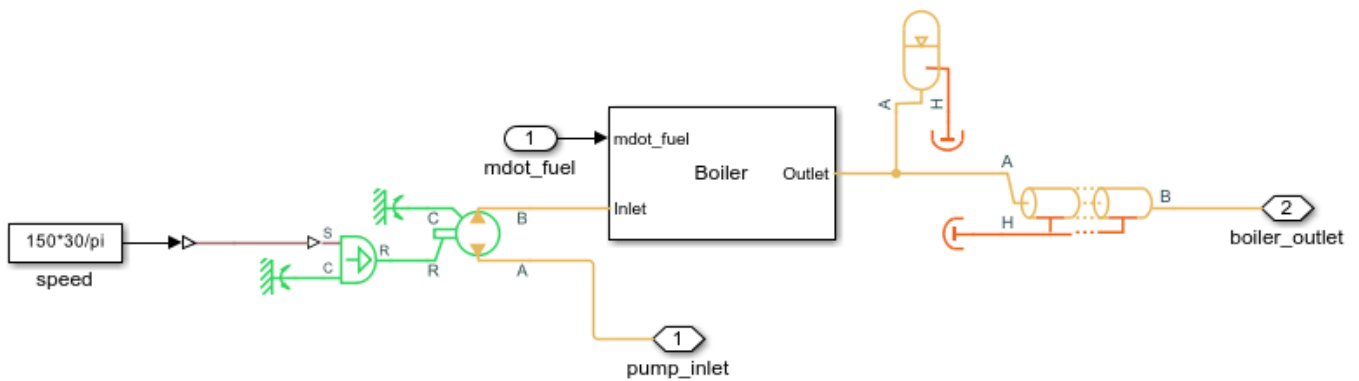 A
H
1
mdot_fuel
mdot_fuel
Boiler
Outlet
Inlet
A
B
H
2
boiler_outlet
C
B
150*30/pi
speed
S
C
R
R
A
1
pump_inlet